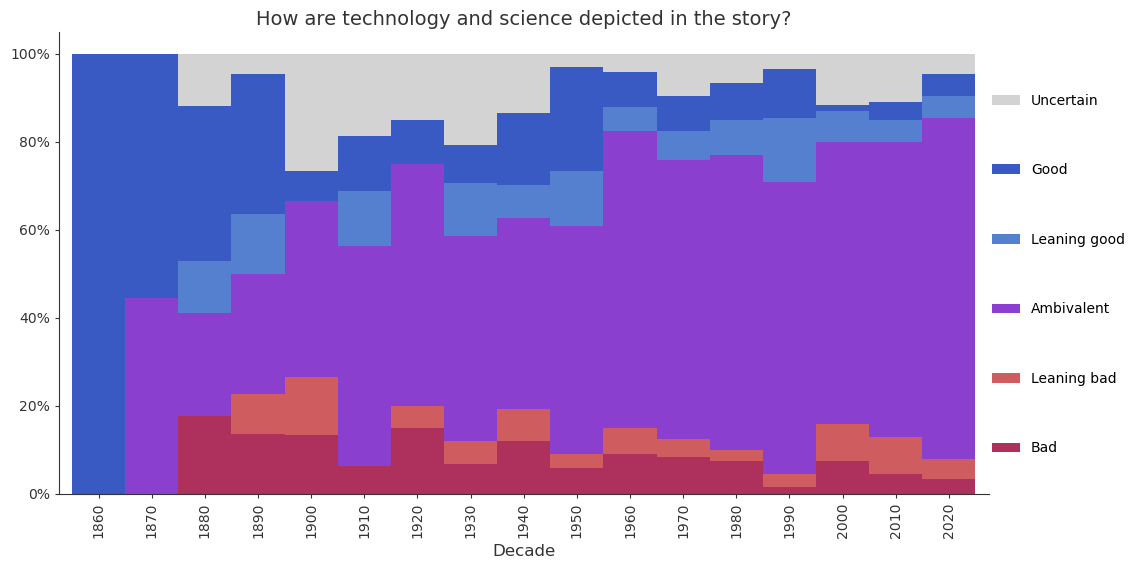 How are technology and science depicted in the story?
100%
80%
60%
40%
20%
0%
1860
1870
1880
1890
1900
1910
1920
1930
1940
1950
1960
1970
1980
1990
2000
2010
2020
Decade
Uncertain
Good
Leaning good
Ambivalent
Leaning bad
Bad